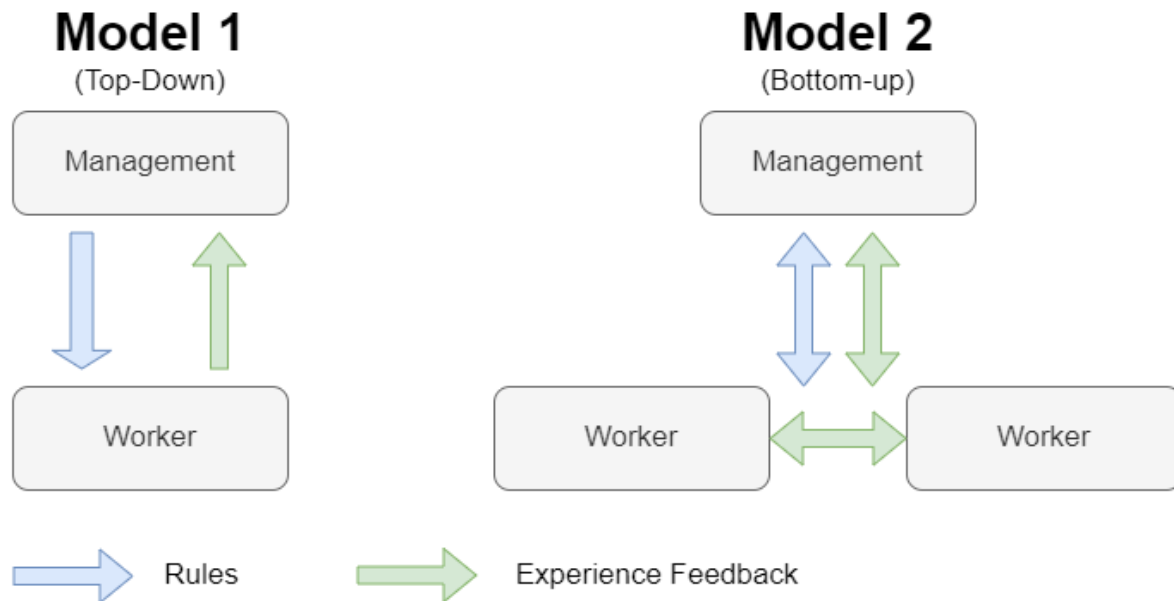 Model 1
(Top-Down)
Management
Worker
Model 2
(Bottom-up)
Management
Worker
Worker
Rules
Experience Feedback